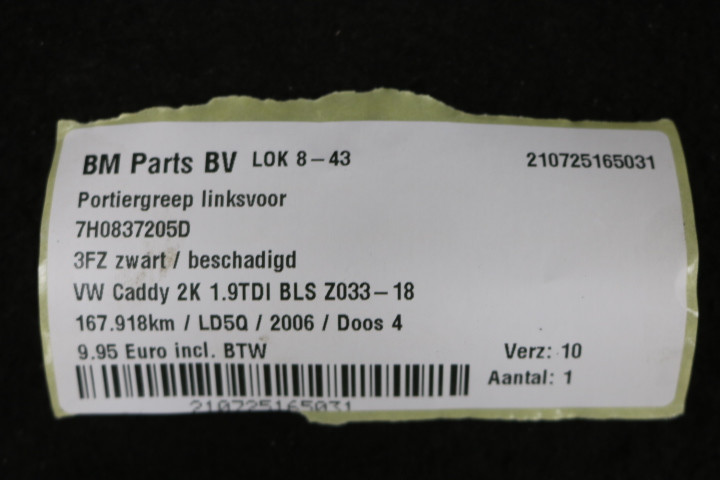 BM Parts BV LOK 8-43 210725165031
Portiergreep linksvoor
7H0837205D
3FZ zwart / beschadigd
VW Caddy 2K 1.9TDI BLS Z033-18
167.918km / LD5Q / 2006 / Doos 4
9.95 Euro incl. BTW Verz: 10
Aantal: 1
210725165031